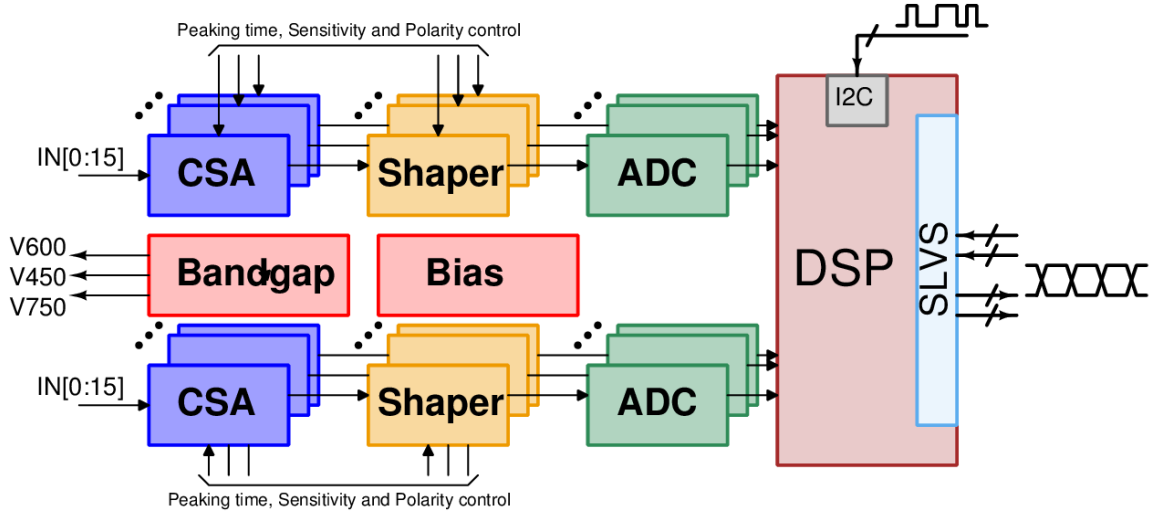 Peaking time, Sensitivity and Polarity control
I2C
IN[0:15]
CSA
Shaper
ADC
V600
V450
V750
Bandgap
Bias
DSP
SLVS
IN[0:15]
CSA
Shaper
ADC
Peaking time, Sensitivity and Polarity control